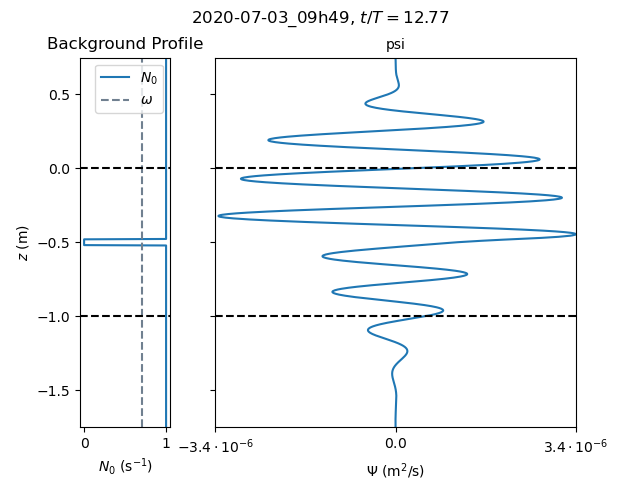 2020-07-03_09h49, t/T = 12.77
Background Profile
psi
N₀
ω
0.5
0.0
−0.5
−1.0
−1.5
z (m)
0
1
−3.4 · 10⁻⁶
0.0
3.4 · 10⁻⁶
N₀ (s⁻¹)
Ψ (m²/s)